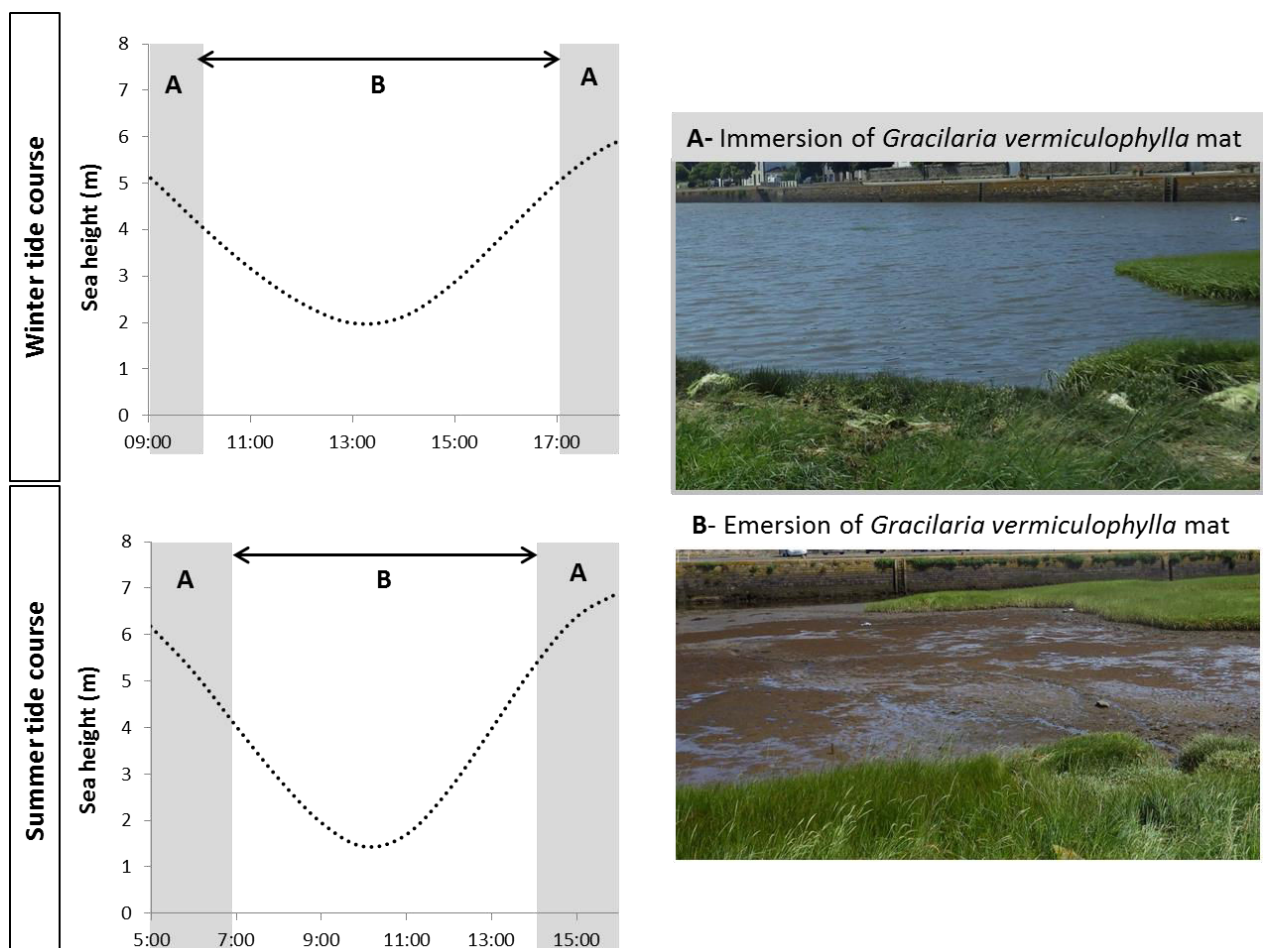 Winter tide course
Sea height (m)
8
7
6
5
4
3
2
1
0
A
B
A
09:00 11:00 13:00 15:00 17:00
A- Immersion of Gracilaria vermiculophylla mat
Summer tide course
Sea height (m)
8
7
6
5
4
3
2
1
0
A
B
A
5:00 7:00 9:00 11:00 13:00 15:00
B- Emersion of Gracilaria vermiculophylla mat